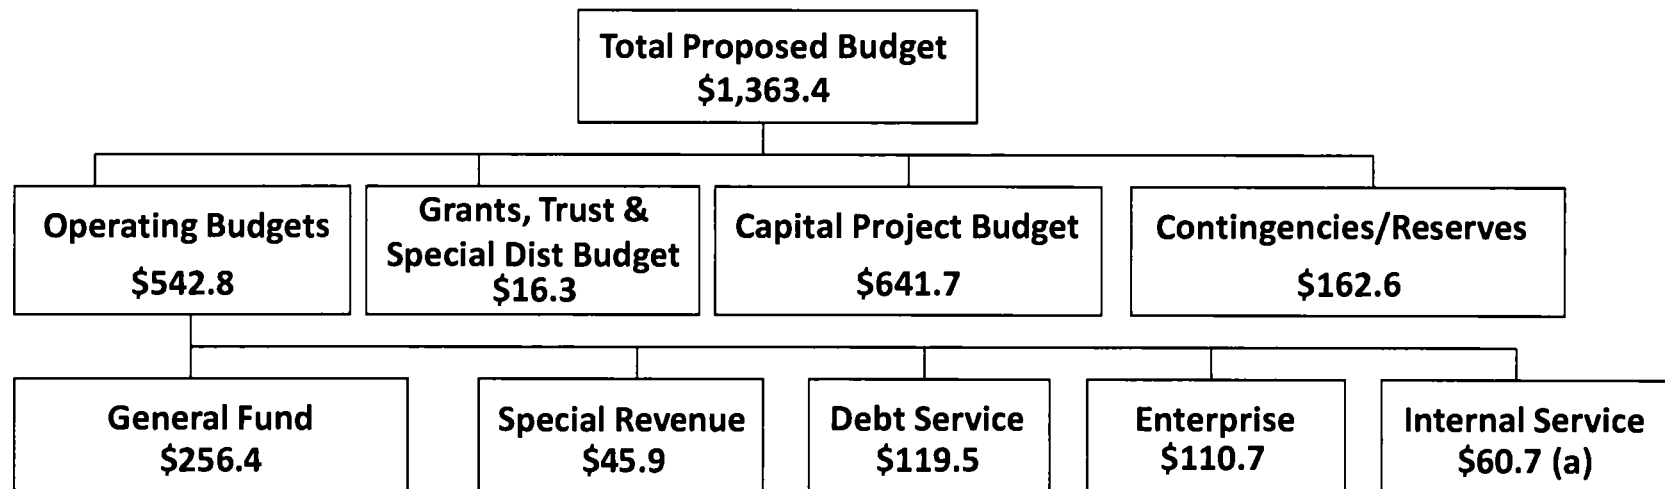 Total Proposed Budget
$1,363.4
Operating Budgets
$542.8
Grants, Trust &
Special Dist Budget
$16.3
Capital Project Budget
$641.7
Contingencies/Reserves
$162.6
General Fund
$256.4
Special Revenue
$45.9
Debt Service
$119.5
Enterprise
$110.7
Internal Service
$60.7 (a)